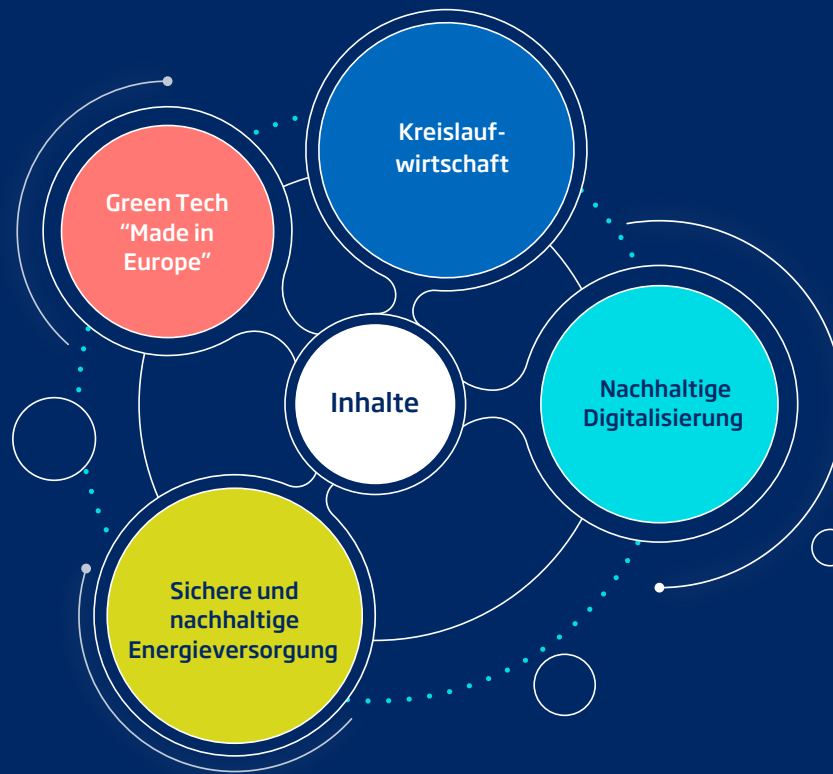 Kreislauf-
wirtschaft
Green Tech
“Made in
Europe”
Inhalte
Nachhaltige
Digitalisierung
Sichere und
nachhaltige
Energieversorgung